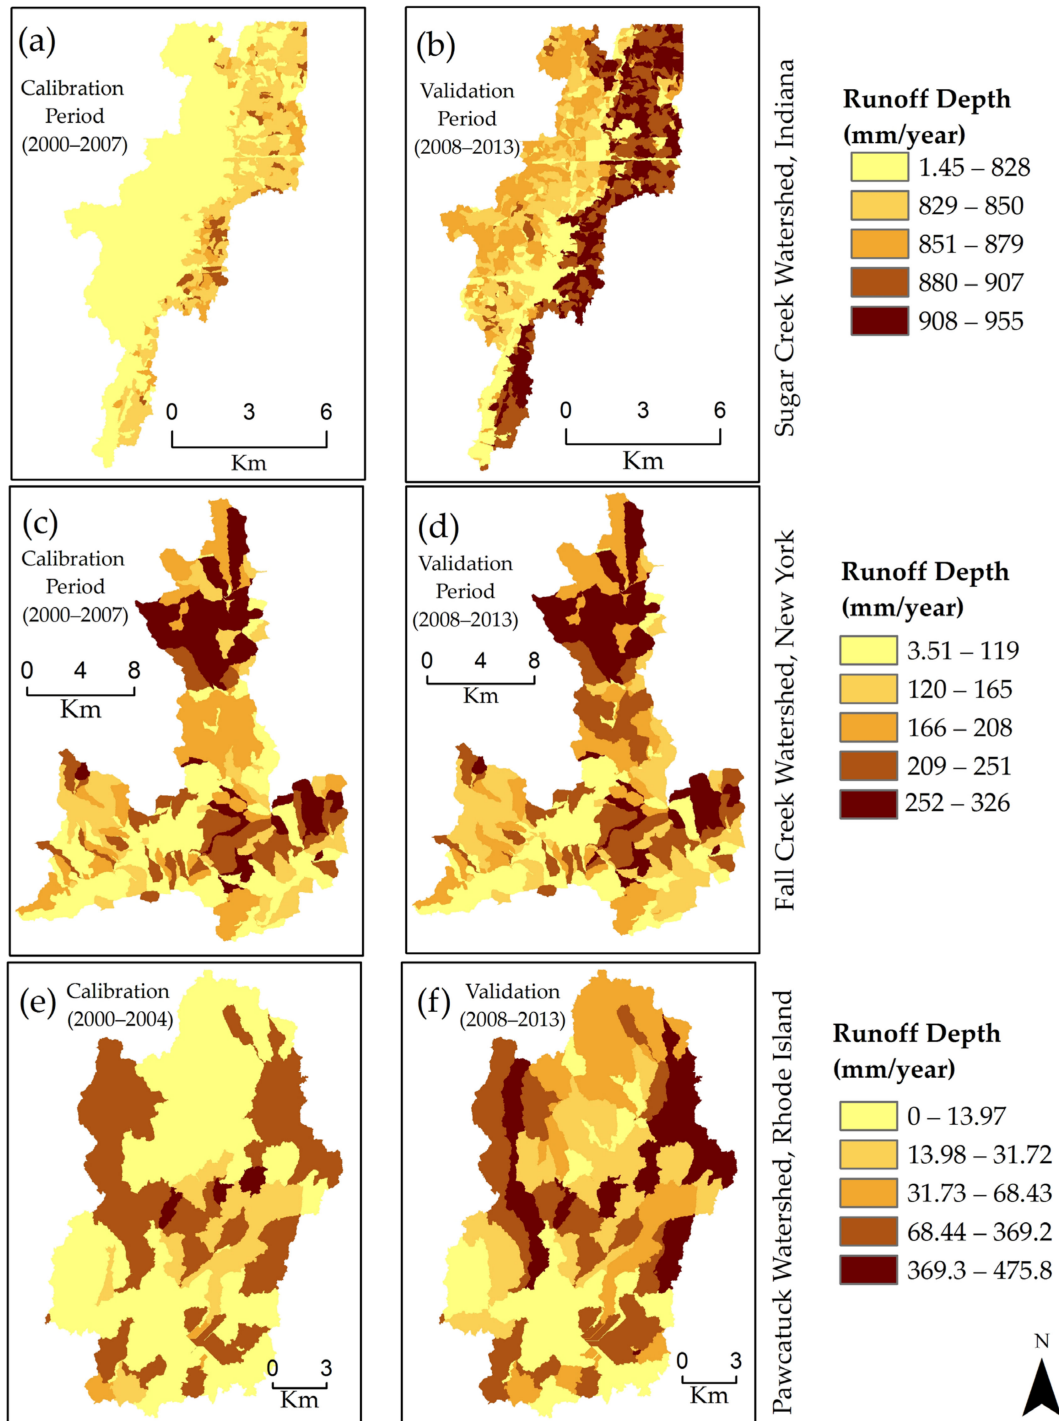 (a)
Calibration
Period
(2000–2007)
0 3 6
Km
(b)
Validation
Period
(2008–2013)
0 3 6
Km
Sugar Creek Watershed, Indiana
Runoff Depth
(mm/year)
1.45 – 828
829 – 850
851 – 879
880 – 907
908 – 955
(c)
Calibration
Period
(2000–2007)
0 4 8
Km
(d)
Validation
Period
(2008–2013)
0 4 8
Km
Fall Creek Watershed, New York
Runoff Depth
(mm/year)
3.51 – 119
120 – 165
166 – 208
209 – 251
252 – 326
(e)
Calibration
(2000–2004)
0 3
Km
(f)
Validation
(2008–2013)
0 3
Km
Pawcatuck Watershed, Rhode Island
Runoff Depth
(mm/year)
0 – 13.97
13.98 – 31.72
31.73 – 68.43
68.44 – 369.2
369.3 – 475.8
N